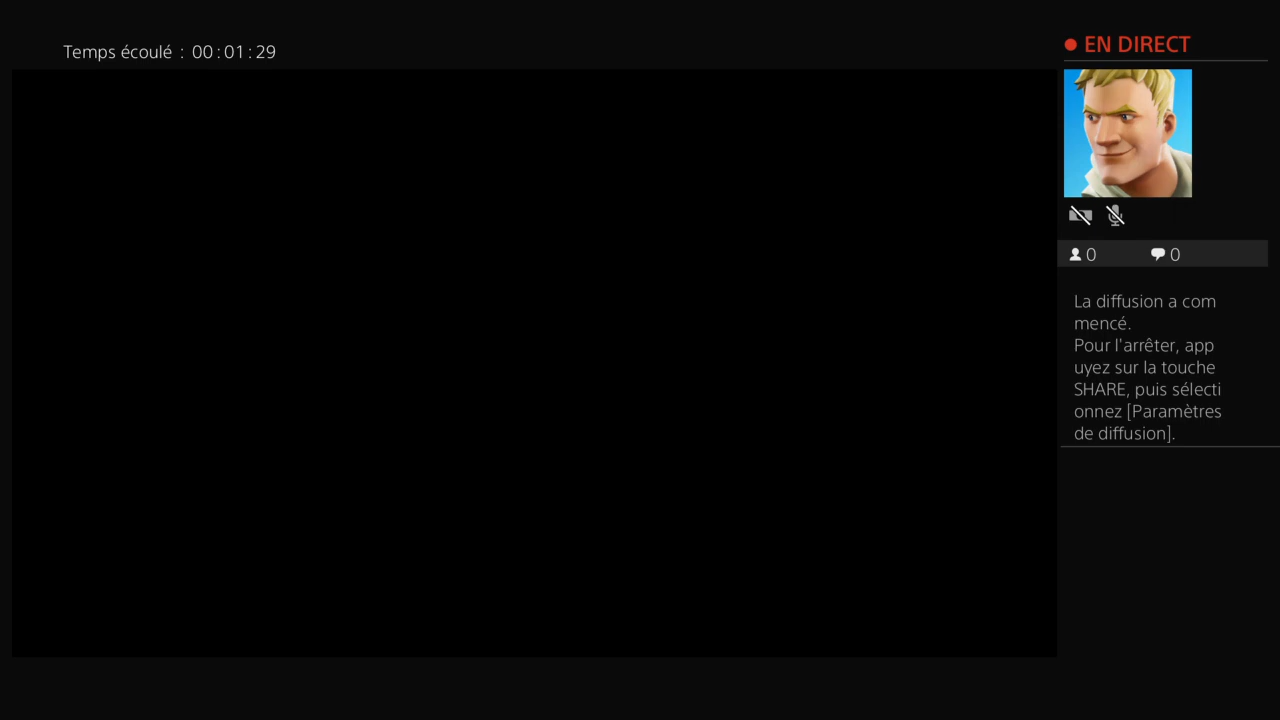 Temps écoulé : 00:01:29
EN DIRECT
0 0
La diffusion a com
mencé.
Pour l'arrêter, app
uyez sur la touche
SHARE, puis sélecti
onnez [Paramètres
de diffusion].